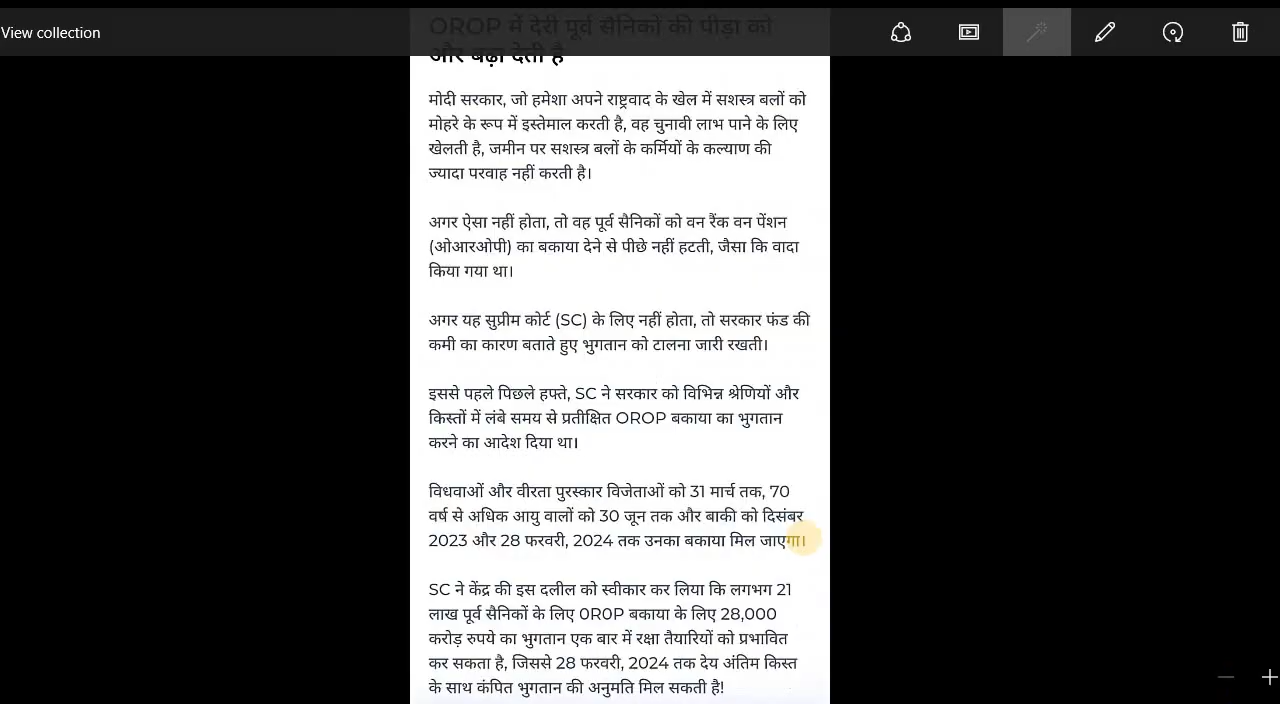 View collection
OROP में देरी पूर्व सैनिकों की पीड़ा को
और बढ़ा देती है
मोदी सरकार, जो हमेशा अपने राष्ट्रवाद के खेल में सशस्त्र बलों को
मोहरे के रूप में इस्तेमाल करती है, वह चुनावी लाभ पाने के लिए
खेलती है, जमीन पर सशस्त्र बलों के कर्मियों के कल्याण की
ज्यादा परवाह नहीं करती है।
अगर ऐसा नहीं होता, तो वह पूर्व सैनिकों को वन रैंक वन पेंशन
(ओआरओपी) का बकाया देने से पीछे नहीं हटती, जैसा कि वादा
किया गया था।
अगर यह सुप्रीम कोर्ट (SC) के लिए नहीं होता, तो सरकार फंड की
कमी का कारण बताते हुए भुगतान को टालना जारी रखती।
इससे पहले पिछले हफ्ते, SC ने सरकार को विभिन्न श्रेणियों और
किस्तों में लंबे समय से प्रतीक्षित OROP बकाया का भुगतान
करने का आदेश दिया था।
विधवाओं और वीरता पुरस्कार विजेताओं को 31 मार्च तक, 70
वर्ष से अधिक आयु वालों को 30 जून तक और बाकी को दिसंबर
2023 और 28 फरवरी, 2024 तक उनका बकाया मिल जाएगा।
SC ने केंद्र की इस दलील को स्वीकार कर लिया कि लगभग 21
लाख पूर्व सैनिकों के लिए 0R0P बकाया के लिए 28,000
करोड़ रुपये का भुगतान एक बार में रक्षा तैयारियों को प्रभावित
कर सकता है, जिससे 28 फरवरी, 2024 तक देय अंतिम किस्त
के साथ कंपित भुगतान की अनुमति मिल सकती है!